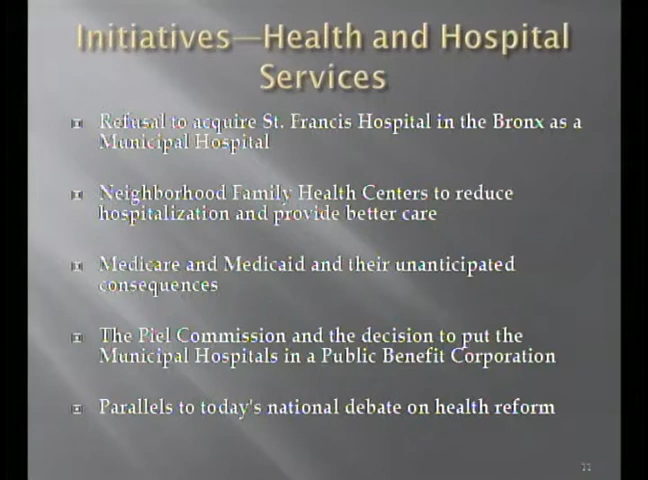 Initiatives—Health and Hospital
Services
Refusal to acquire St. Francis Hospital in the Bronx as a
Municipal Hospital
Neighborhood Family Health Centers to reduce
hospitalization and provide better care
Medicare and Medicaid and their unanticipated
consequences
The Piel Commission and the decision to put the
Municipal Hospitals in a Public Benefit Corporation
Parallels to today's national debate on health reform